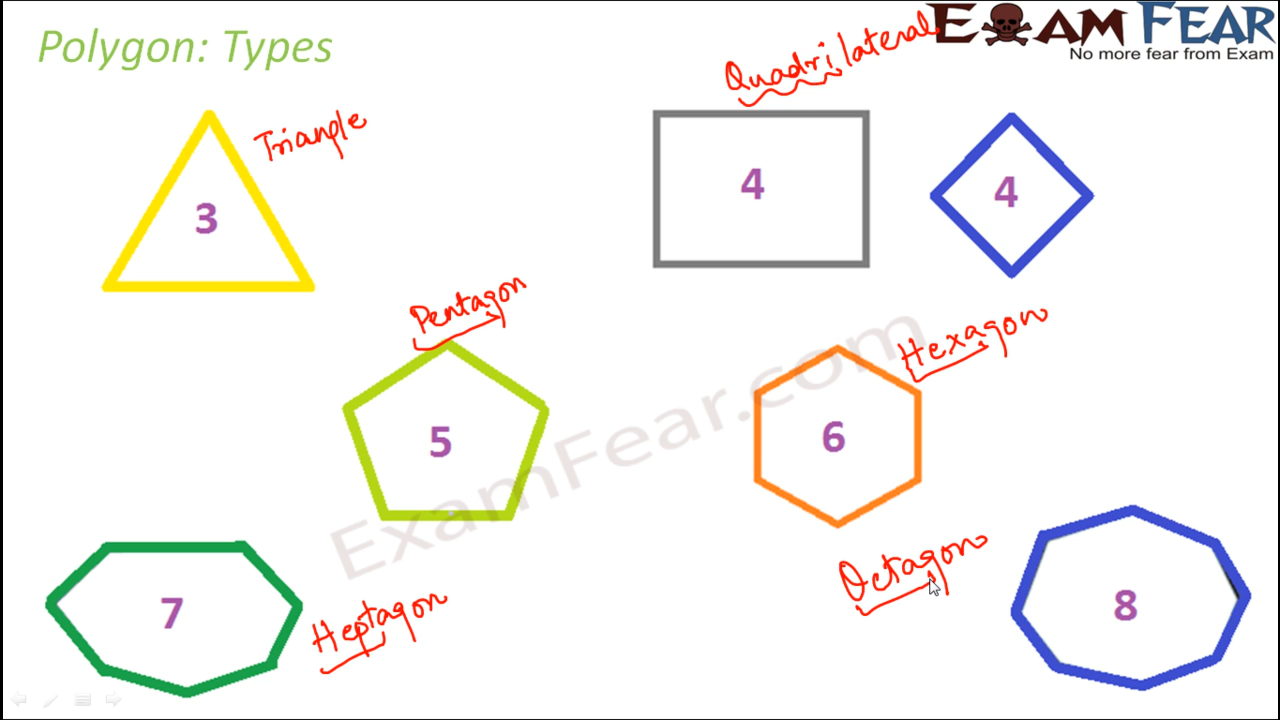 Polygon: Types
EXAM FEAR
No more fear from Exam
Quadrilateral
Triangle
3
4
4
Pentagon
Hexagon
5
6
ExamFear.com
Octagon
Heptagon
7
8